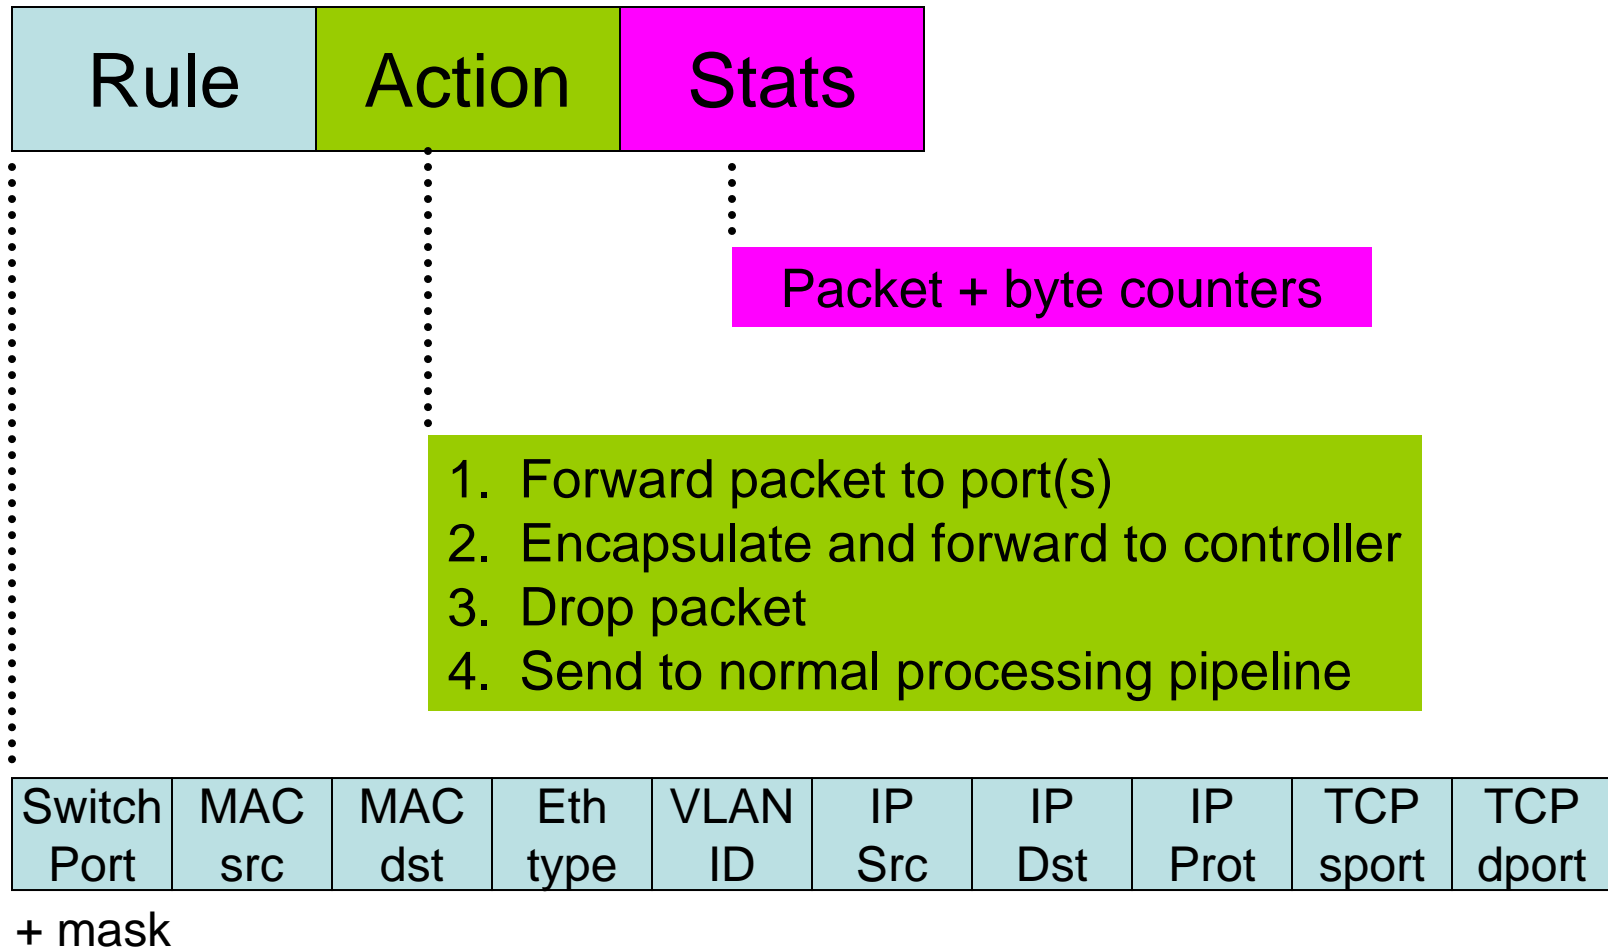 Rule Action Stats
Packet + byte counters
1. Forward packet to port(s)
2. Encapsulate and forward to controller
3. Drop packet
4. Send to normal processing pipeline
Switch MAC MAC Eth VLAN IP IP IP TCP TCP
Port src dst type ID Src Dst Prot sport dport
+ mask